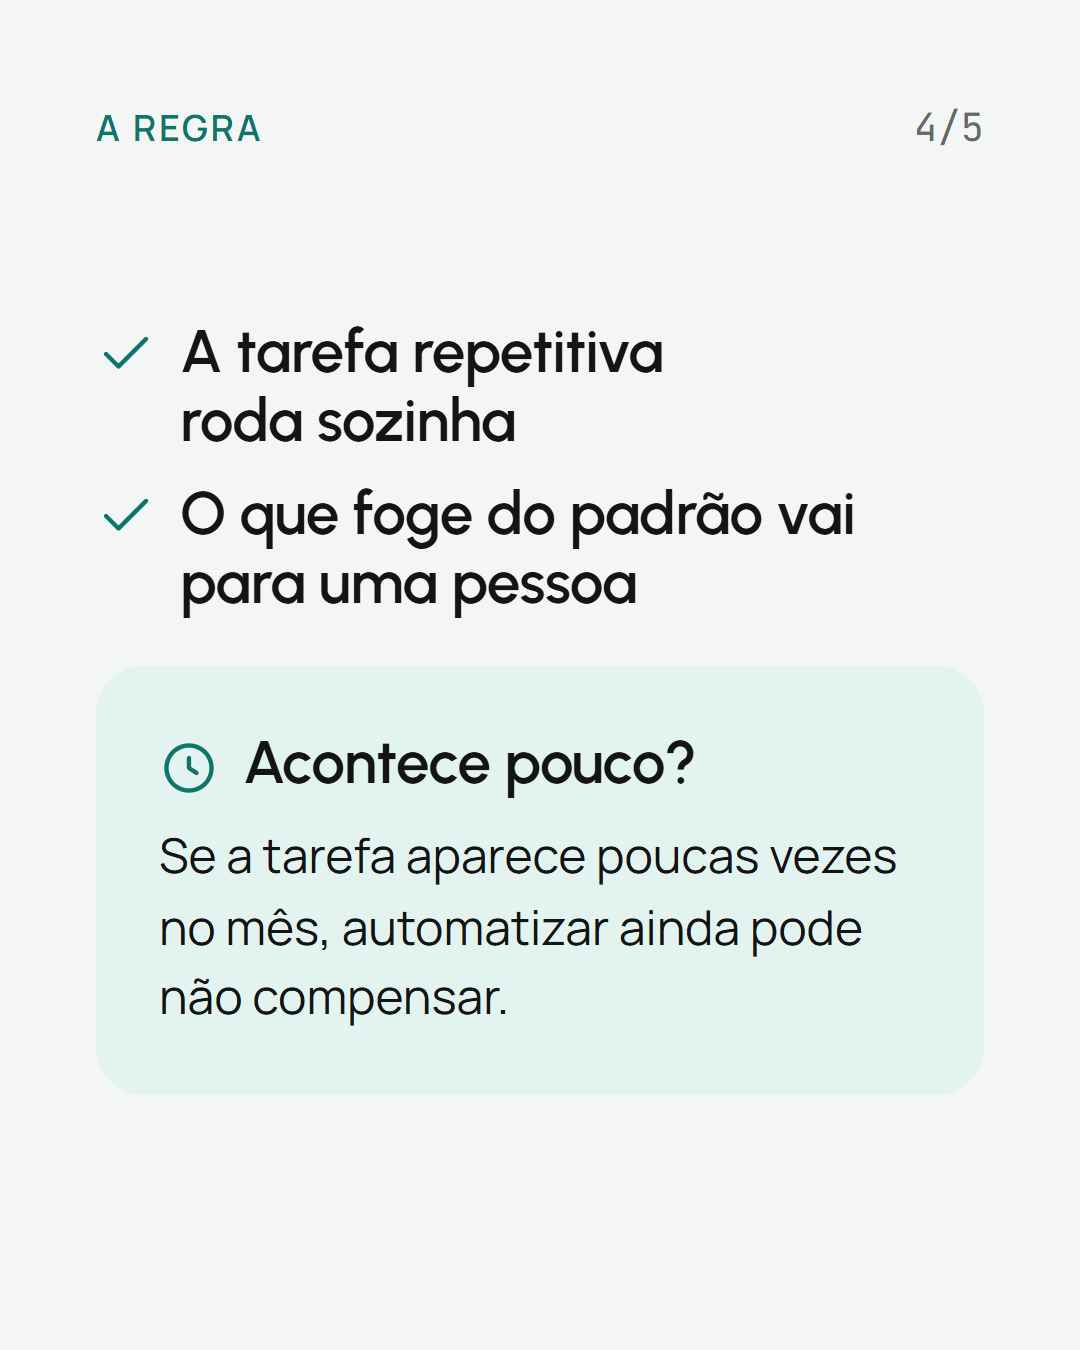 A REGRA
4/5
A tarefa repetitiva
roda sozinha
O que foge do padrão vai
para uma pessoa
Acontece pouco?
Se a tarefa aparece poucas vezes
no mês, automatizar ainda pode
não compensar.